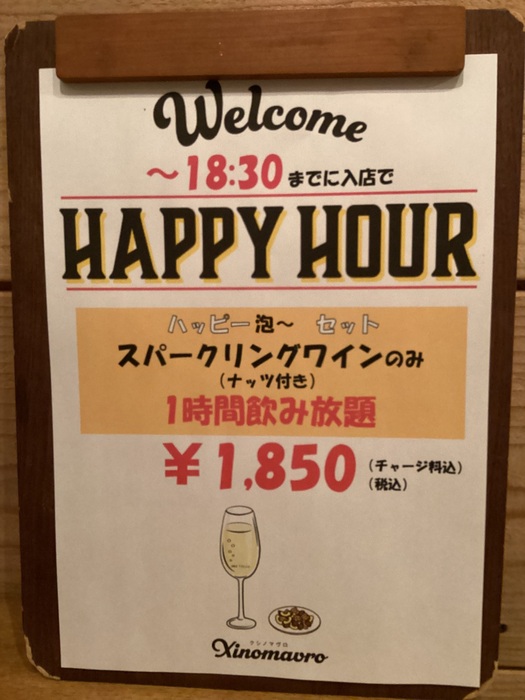 Welcome
～18:30までに入店で
HAPPY HOUR
ハッピー泡～ セット
スパークリングワインのみ
（ナッツ付き）
1時間飲み放題
￥1,850（チャージ料込）
（税込）
クシノマヴロ
Xinomavro